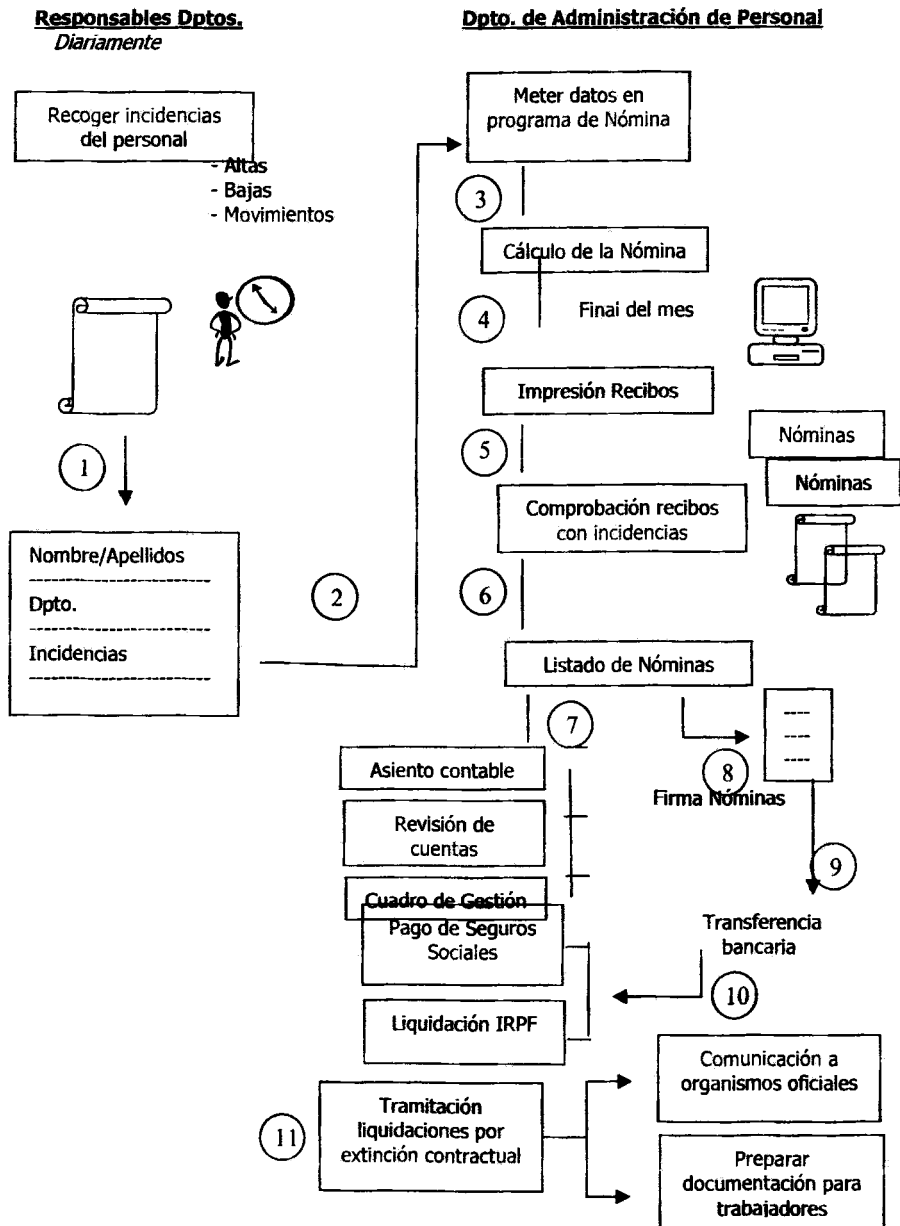 Responsables Dptos.
Diariamente
Recoger incidencias
del personal
- Altas
- Bajas
- Movimientos
1
Nombre/Apellidos
--------------------
Dpto.
--------------------
Incidencias
--------------------
2
Dpto. de Administración de Personal
Meter datos en
programa de Nómina
3
Cálculo de la Nómina
4
Final del mes
Impresión Recibos
5
Nóminas
Nóminas
Comprobación recibos
con incidencias
6
Listado de Nóminas
7
8
Firma Nóminas
----
----
----
Asiento contable
Revisión de
cuentas
Cuadro de Gestión
9
Transferencia
bancaria
10
Pago de Seguros
Sociales
Liquidación IRPF
11
Tramitación
liquidaciones por
extinción contractual
Comunicación a
organismos oficiales
Preparar
documentación para
trabajadores